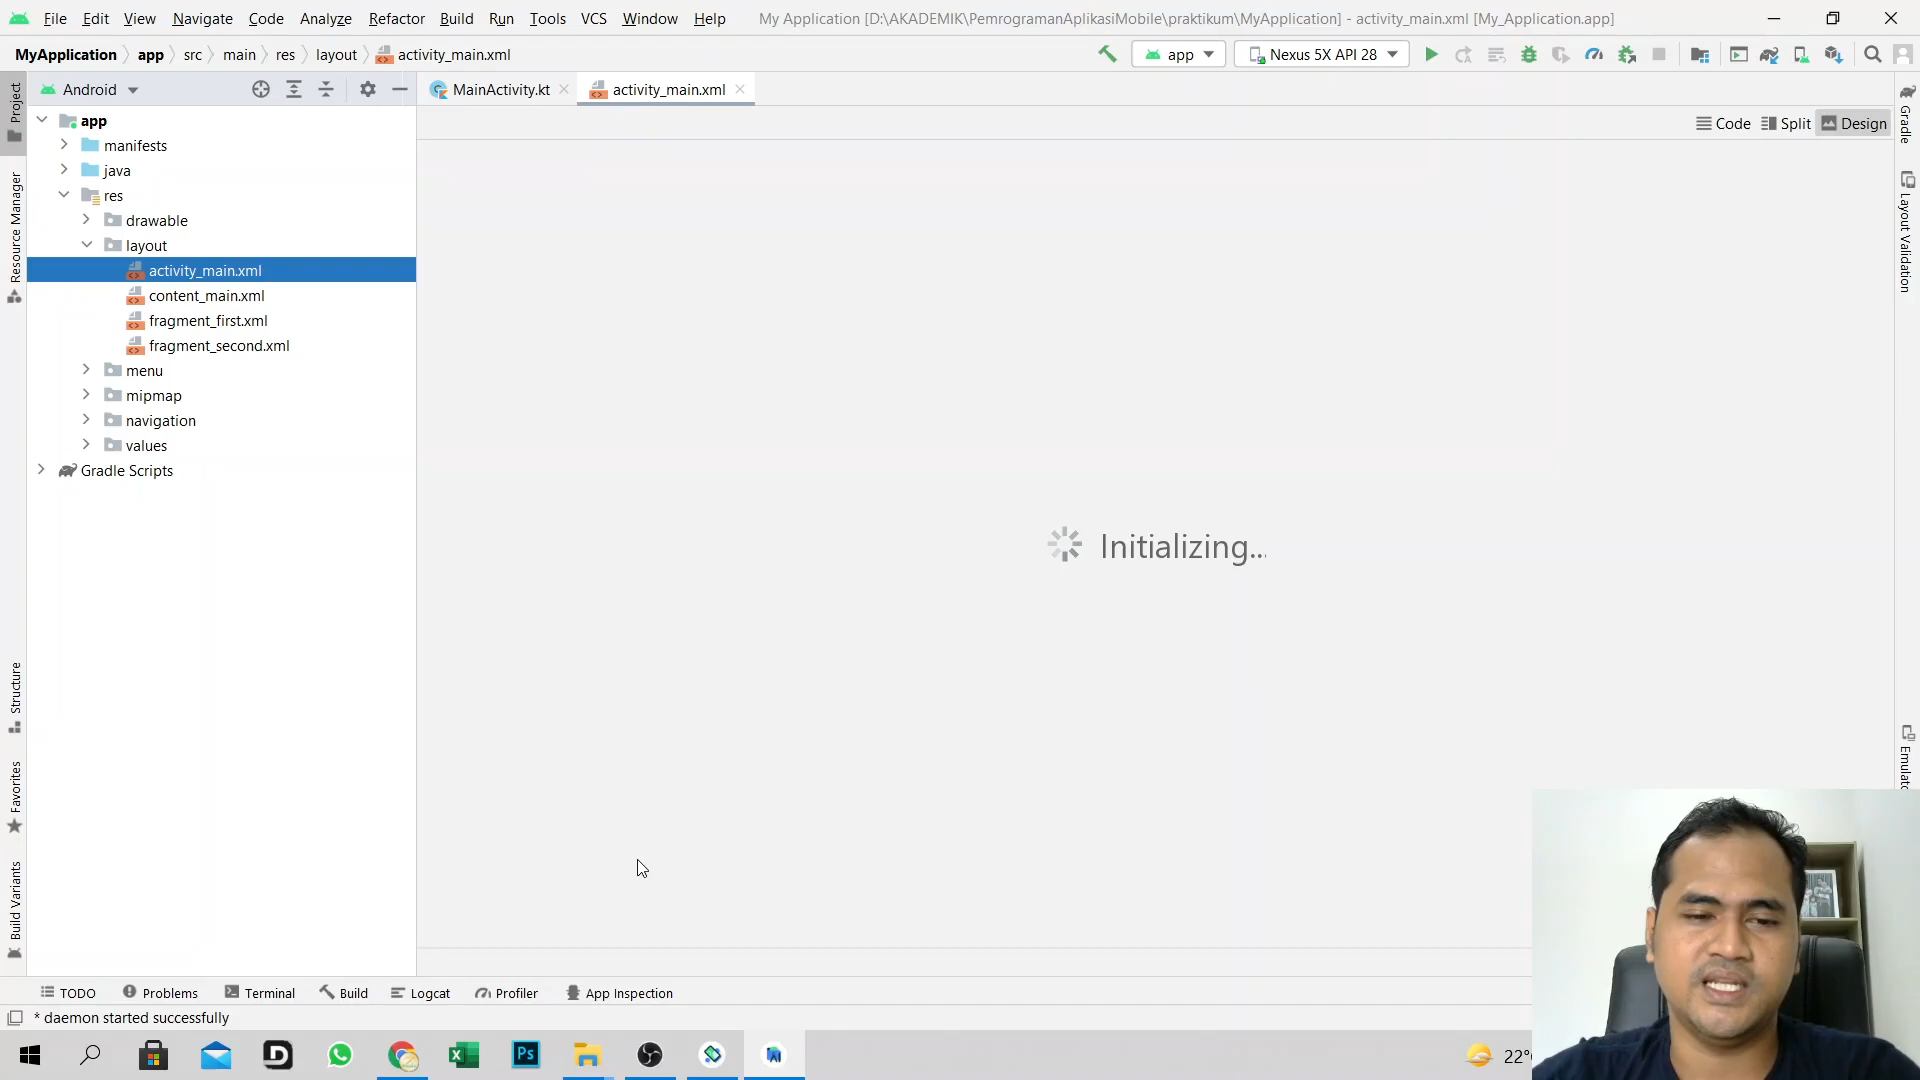 File Edit View Navigate Code Analyze Refactor Build Run Tools VCS Window Help My Application [D:\AKADEMIK\PemrogramanAplikasiMobile\praktikum\MyApplication] - activity_main.xml [My_Application.app]
MyApplication app src main res layout activity_main.xml app Nexus 5X API 28
Android MainActivity.kt activity_main.xml
Code Split Design
app
manifests
java
res
drawable
layout
activity_main.xml
content_main.xml
fragment_first.xml
fragment_second.xml
menu
mipmap
navigation
values
Gradle Scripts
Project
Resource Manager
Structure
Favorites
Build Variants
Initializing...
Gradle
Layout Validation
TODO Problems Terminal Build Logcat Profiler App Inspection
* daemon started successfully
Ps
22°